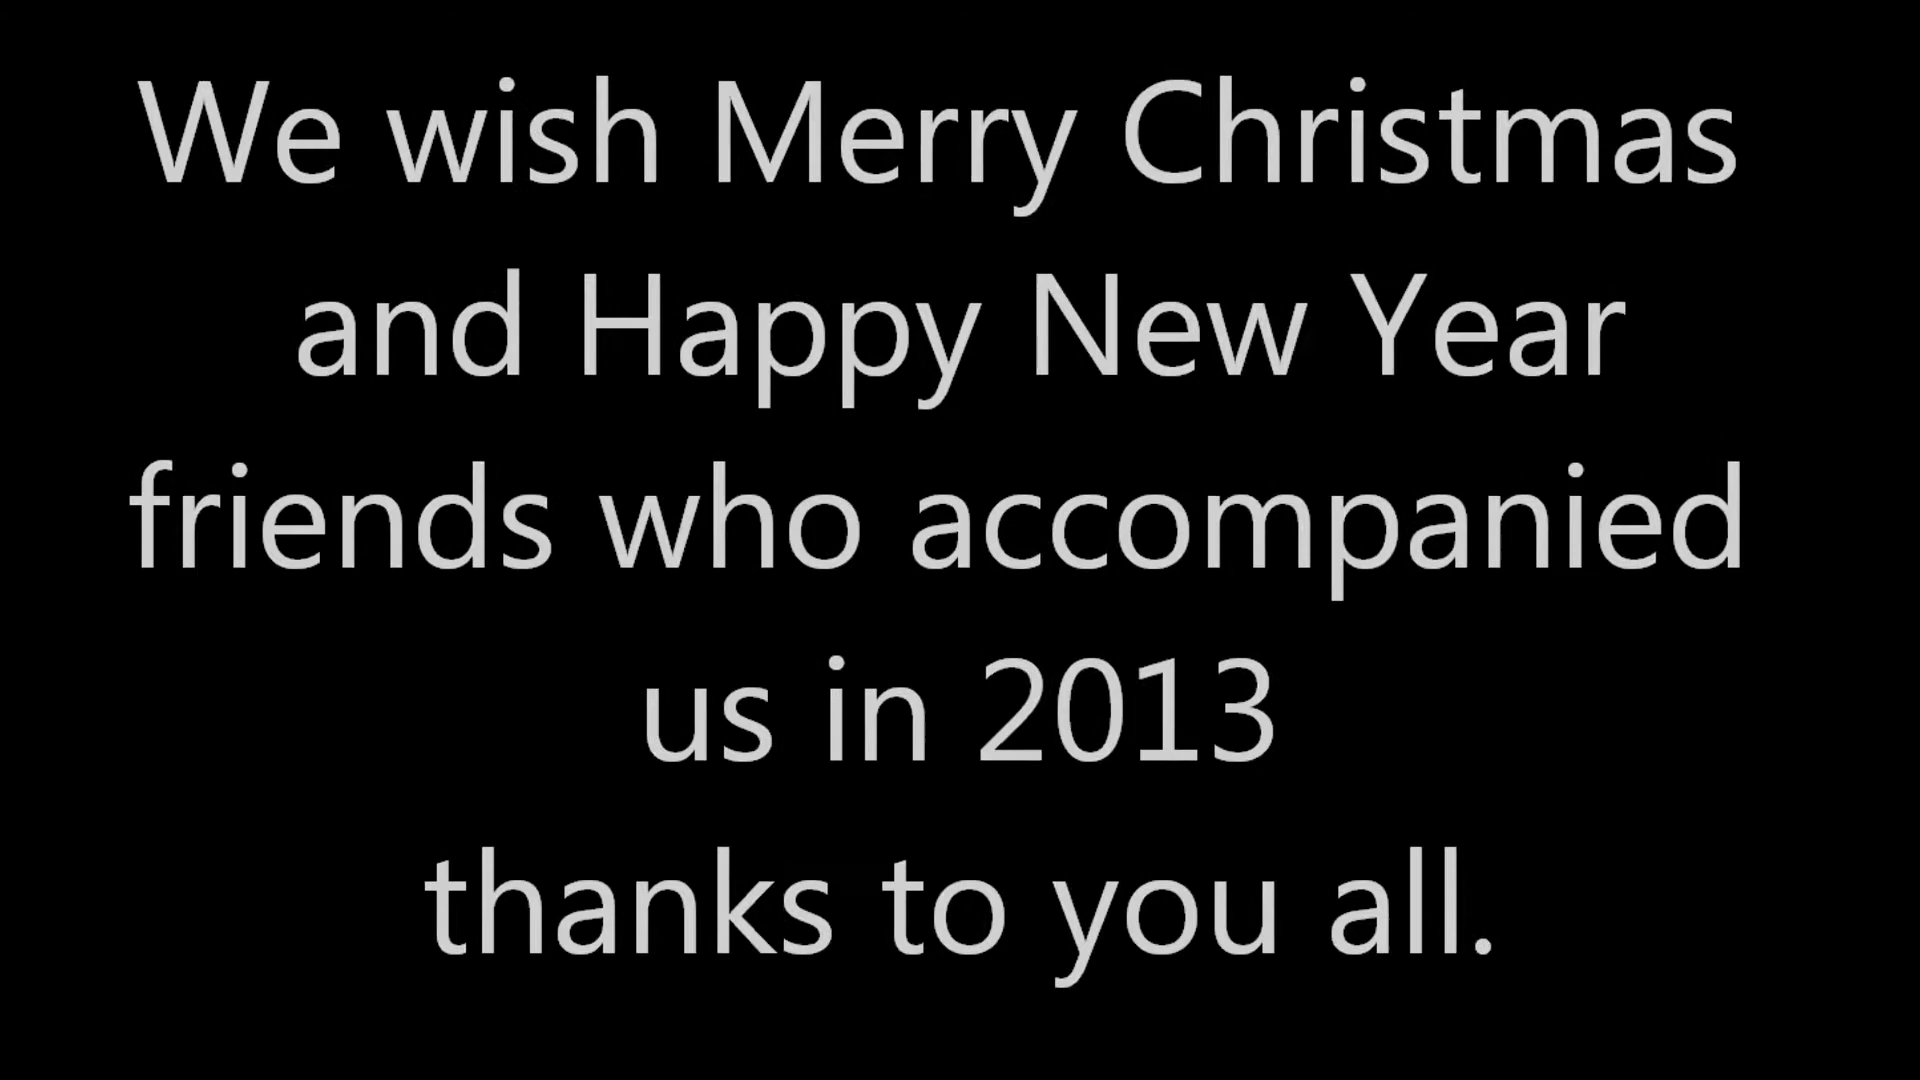 We wish Merry Christmas
and Happy New Year
friends who accompanied
us in 2013
thanks to you all.